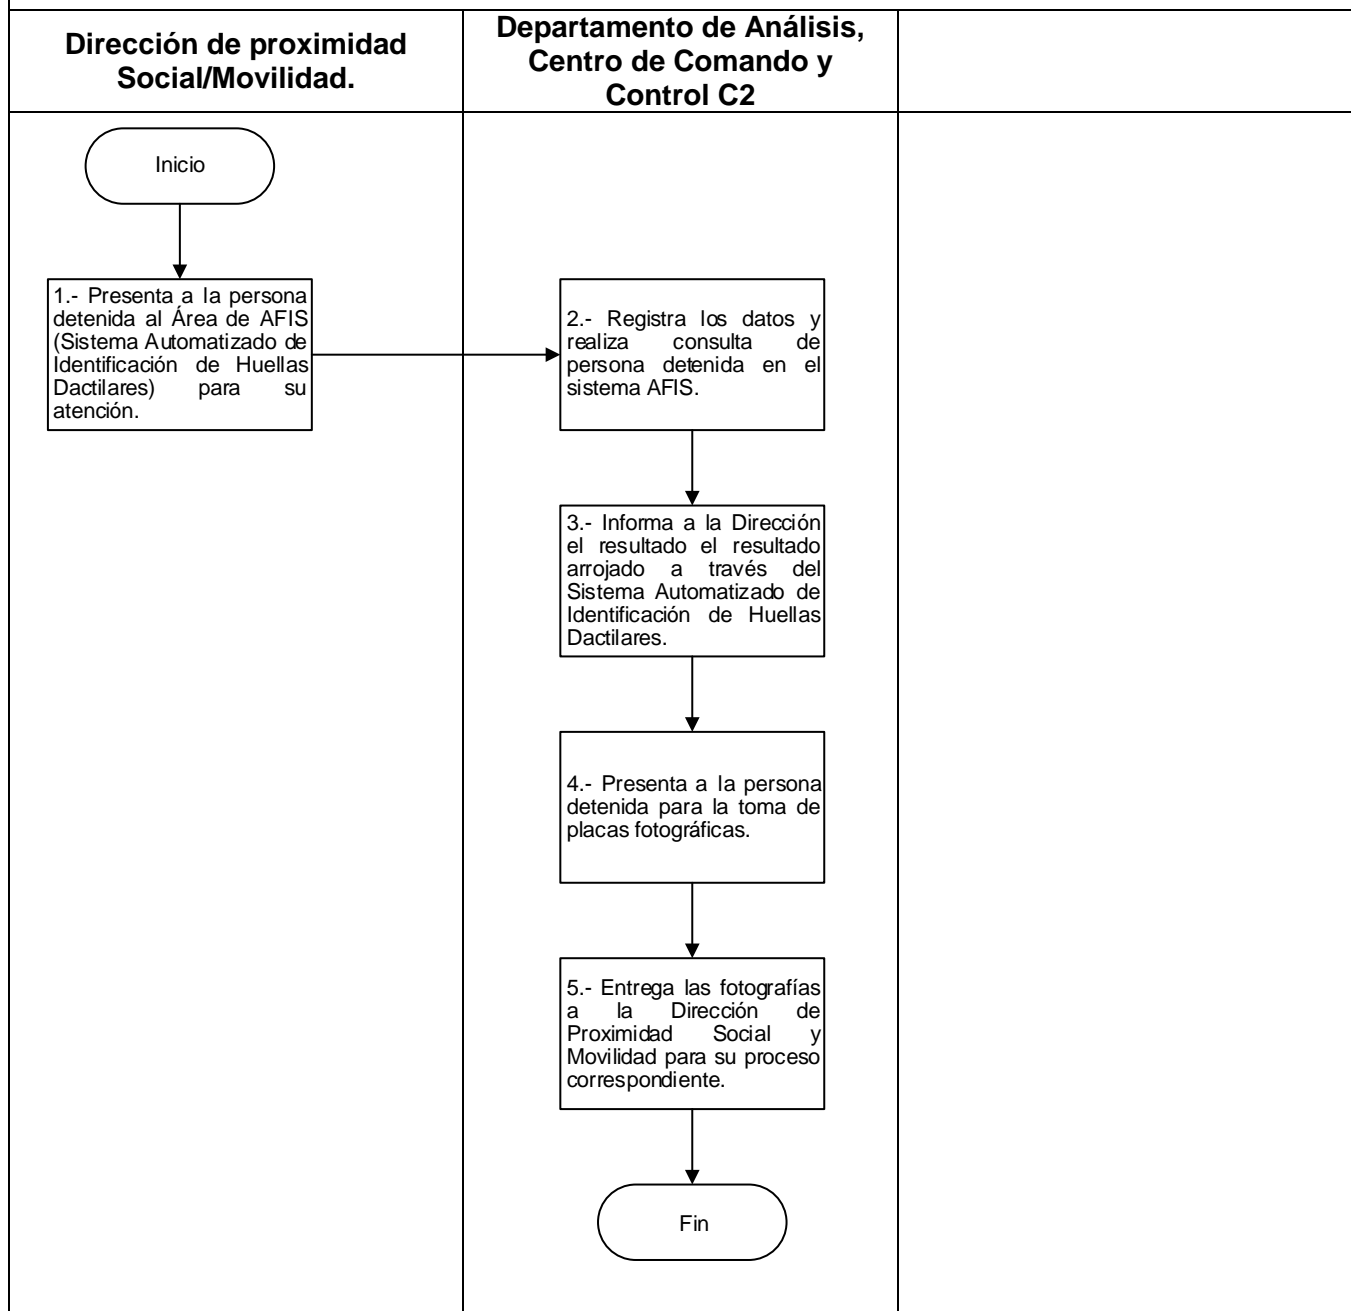 Dirección de proximidad
Social/Movilidad.
Departamento de Análisis,
Centro de Comando y
Control C2
Inicio
1.- Presenta a la persona
detenida al Área de AFIS
(Sistema Automatizado de
Identificación de Huellas
Dactilares) para su
atención.
2.- Registra los datos y
realiza consulta de
persona detenida en el
sistema AFIS.
3.- Informa a la Dirección
el resultado el resultado
arrojado a través del
Sistema Automatizado de
Identificación de Huellas
Dactilares.
4.- Presenta a la persona
detenida para la toma de
placas fotográficas.
5.- Entrega las fotografías
a la Dirección de
Proximidad Social y
Movilidad para su proceso
correspondiente.
Fin